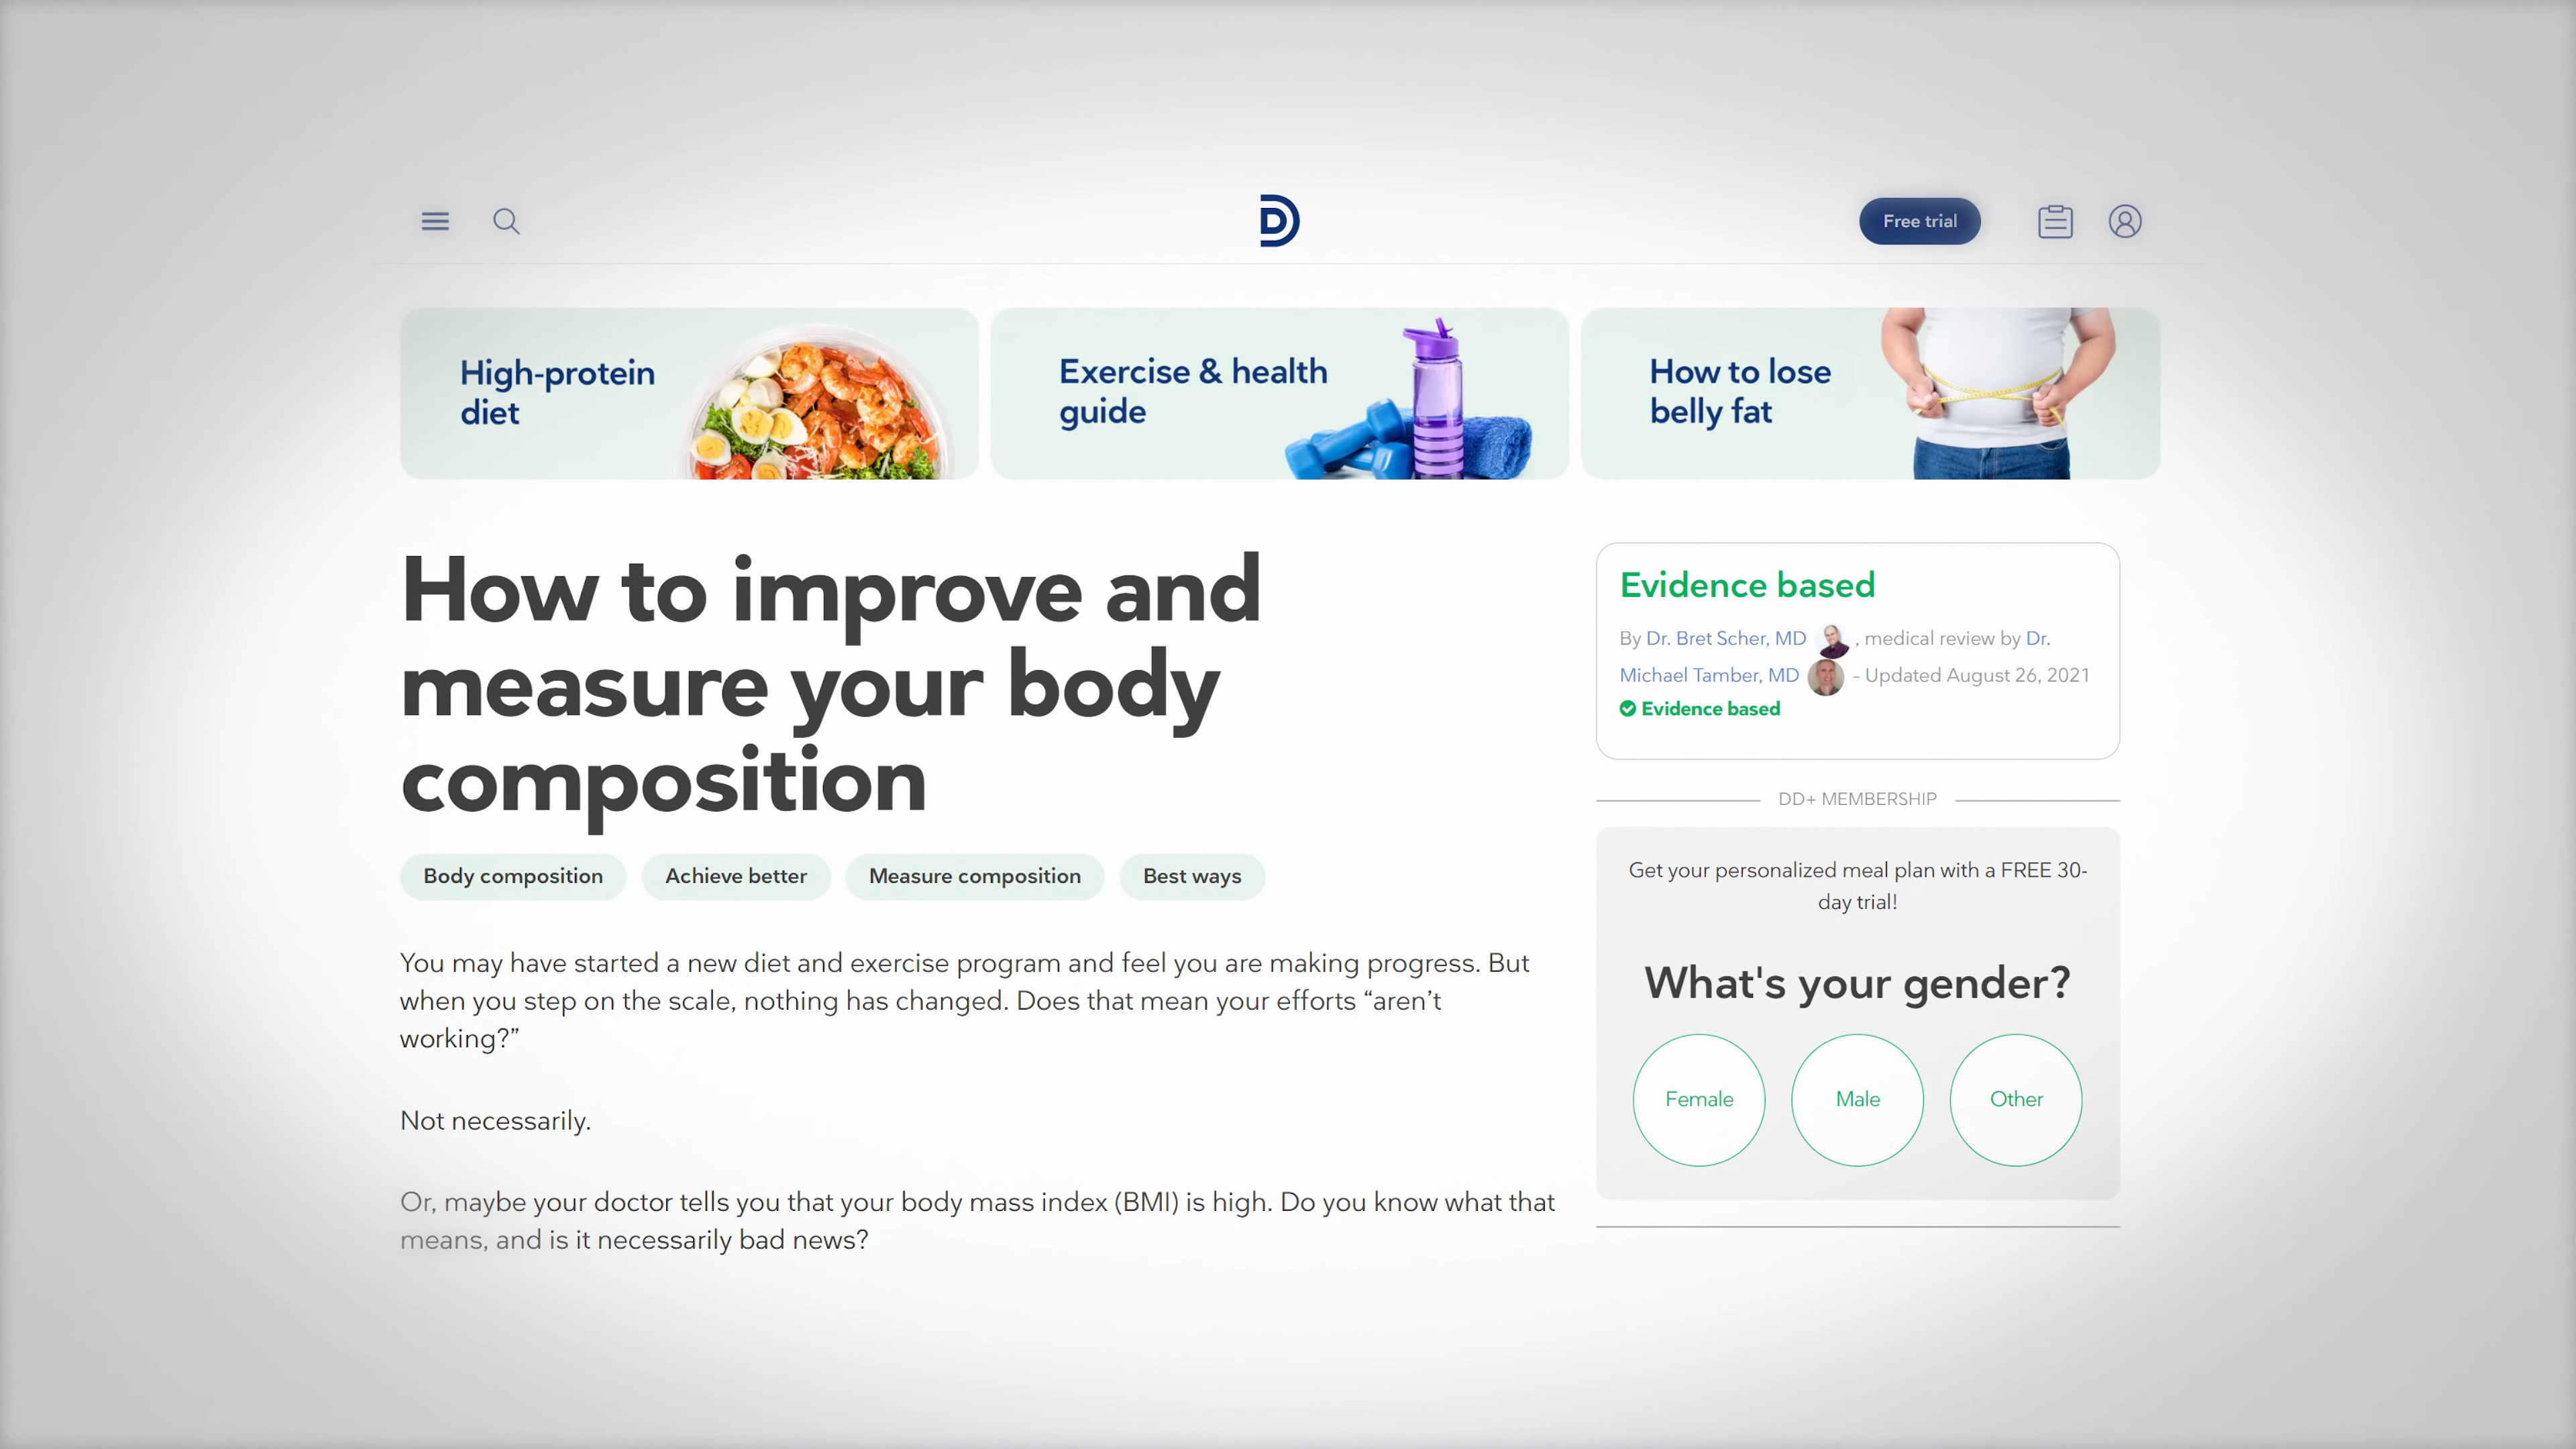 D
Free trial
High-protein
diet
Exercise & health
guide
How to lose
belly fat
How to improve and
measure your body
composition
Body composition
Achieve better
Measure composition
Best ways
You may have started a new diet and exercise program and feel you are making progress. But
when you step on the scale, nothing has changed. Does that mean your efforts “aren’t
working?”
Not necessarily.
Or, maybe your doctor tells you that your body mass index (BMI) is high. Do you know what that
means, and is it necessarily bad news?
Evidence based
By Dr. Bret Scher, MD , medical review by Dr.
Michael Tamber, MD – Updated August 26, 2021
Evidence based
DD+ MEMBERSHIP
Get your personalized meal plan with a FREE 30-
day trial!
What's your gender?
Female
Male
Other